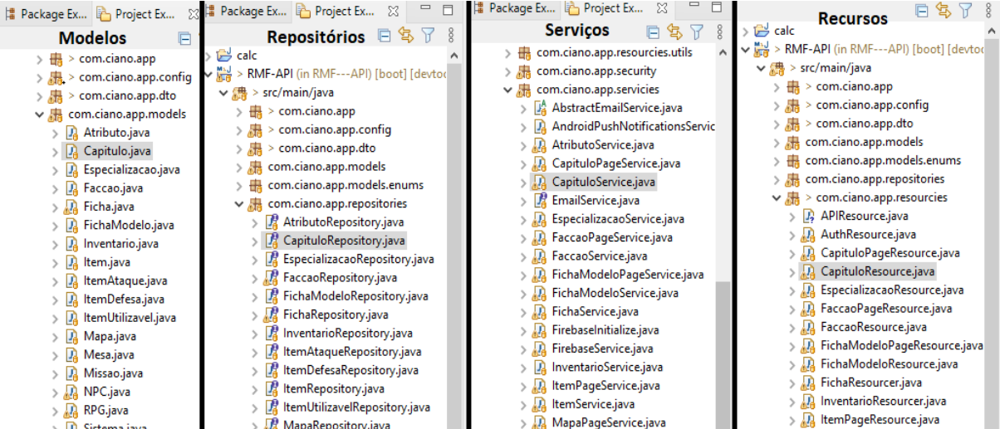 Package Ex...
Project Ex...
Modelos
> com.ciano.app
> com.ciano.app.config
> com.ciano.app.dto
com.ciano.app.models
Atributo.java
Capitulo.java
Especializacao.java
Faccao.java
Ficha.java
FichaModelo.java
Inventario.java
Item.java
ItemAtaque.java
ItemDefesa.java
ItemUtilizavel.java
Mapa.java
Mesa.java
Missao.java
NPC.java
RPG.java
Sistema.java
Package Ex...
Project Ex...
Repositórios
calc
> RMF-API (in RMF---API) [boot] [devtoo
> src/main/java
> com.ciano.app
> com.ciano.app.config
> com.ciano.app.dto
com.ciano.app.models
com.ciano.app.models.enums
com.ciano.app.repositories
AtributoRepository.java
CapituloRepository.java
EspecializacaoRepository.java
FaccaoRepository.java
FichaModeloRepository.java
FichaRepository.java
InventarioRepository.java
ItemAtaqueRepository.java
ItemDefesaRepository.java
ItemRepository.java
ItemUtilizavelRepository.java
MapaRepository.java
Package Ex...
Project Ex...
Serviços
com.ciano.app.resources.utils
com.ciano.app.security
com.ciano.app.servicies
AbstractEmailService.java
AndroidPushNotificationsServic
AtributoService.java
CapituloPageService.java
CapituloService.java
EmailService.java
EspecializacaoService.java
FaccaoPageService.java
FaccaoService.java
FichaModeloPageService.java
FichaModeloService.java
FichaService.java
FirebaseInitialize.java
FirebaseService.java
InventarioService.java
ItemPageService.java
ItemService.java
MapaPageService.java
Recursos
calc
> RMF-API (in RMF---API) [boot] [devtoo
> src/main/java
> com.ciano.app
> com.ciano.app.config
> com.ciano.app.dto
com.ciano.app.models
com.ciano.app.models.enums
com.ciano.app.repositories
> com.ciano.app.resourcies
APIResource.java
AuthResource.java
CapituloPageResource.java
CapituloResource.java
EspecializacaoResource.java
FaccaoPageResource.java
FaccaoResource.java
FichaModeloPageResource.java
FichaModeloResource.java
FichaResourcer.java
InventarioResourcer.java
ItemPageResource.java